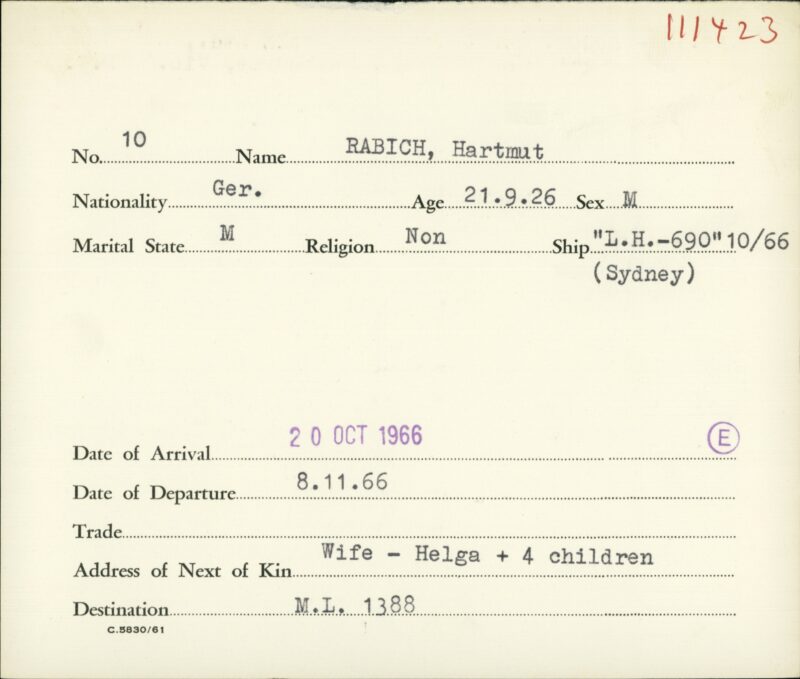 111423
No. 10 Name RABICH, Hartmut
Nationality Ger. Age 21.9.26 Sex M
Marital State M Religion Non Ship "L.H.-690" 10/66
(Sydney)
Date of Arrival 20 OCT 1966 E
Date of Departure 8.11.66
Trade
Address of Next of Kin Wife - Helga + 4 children
Destination M.L. 1388
C.5830/61